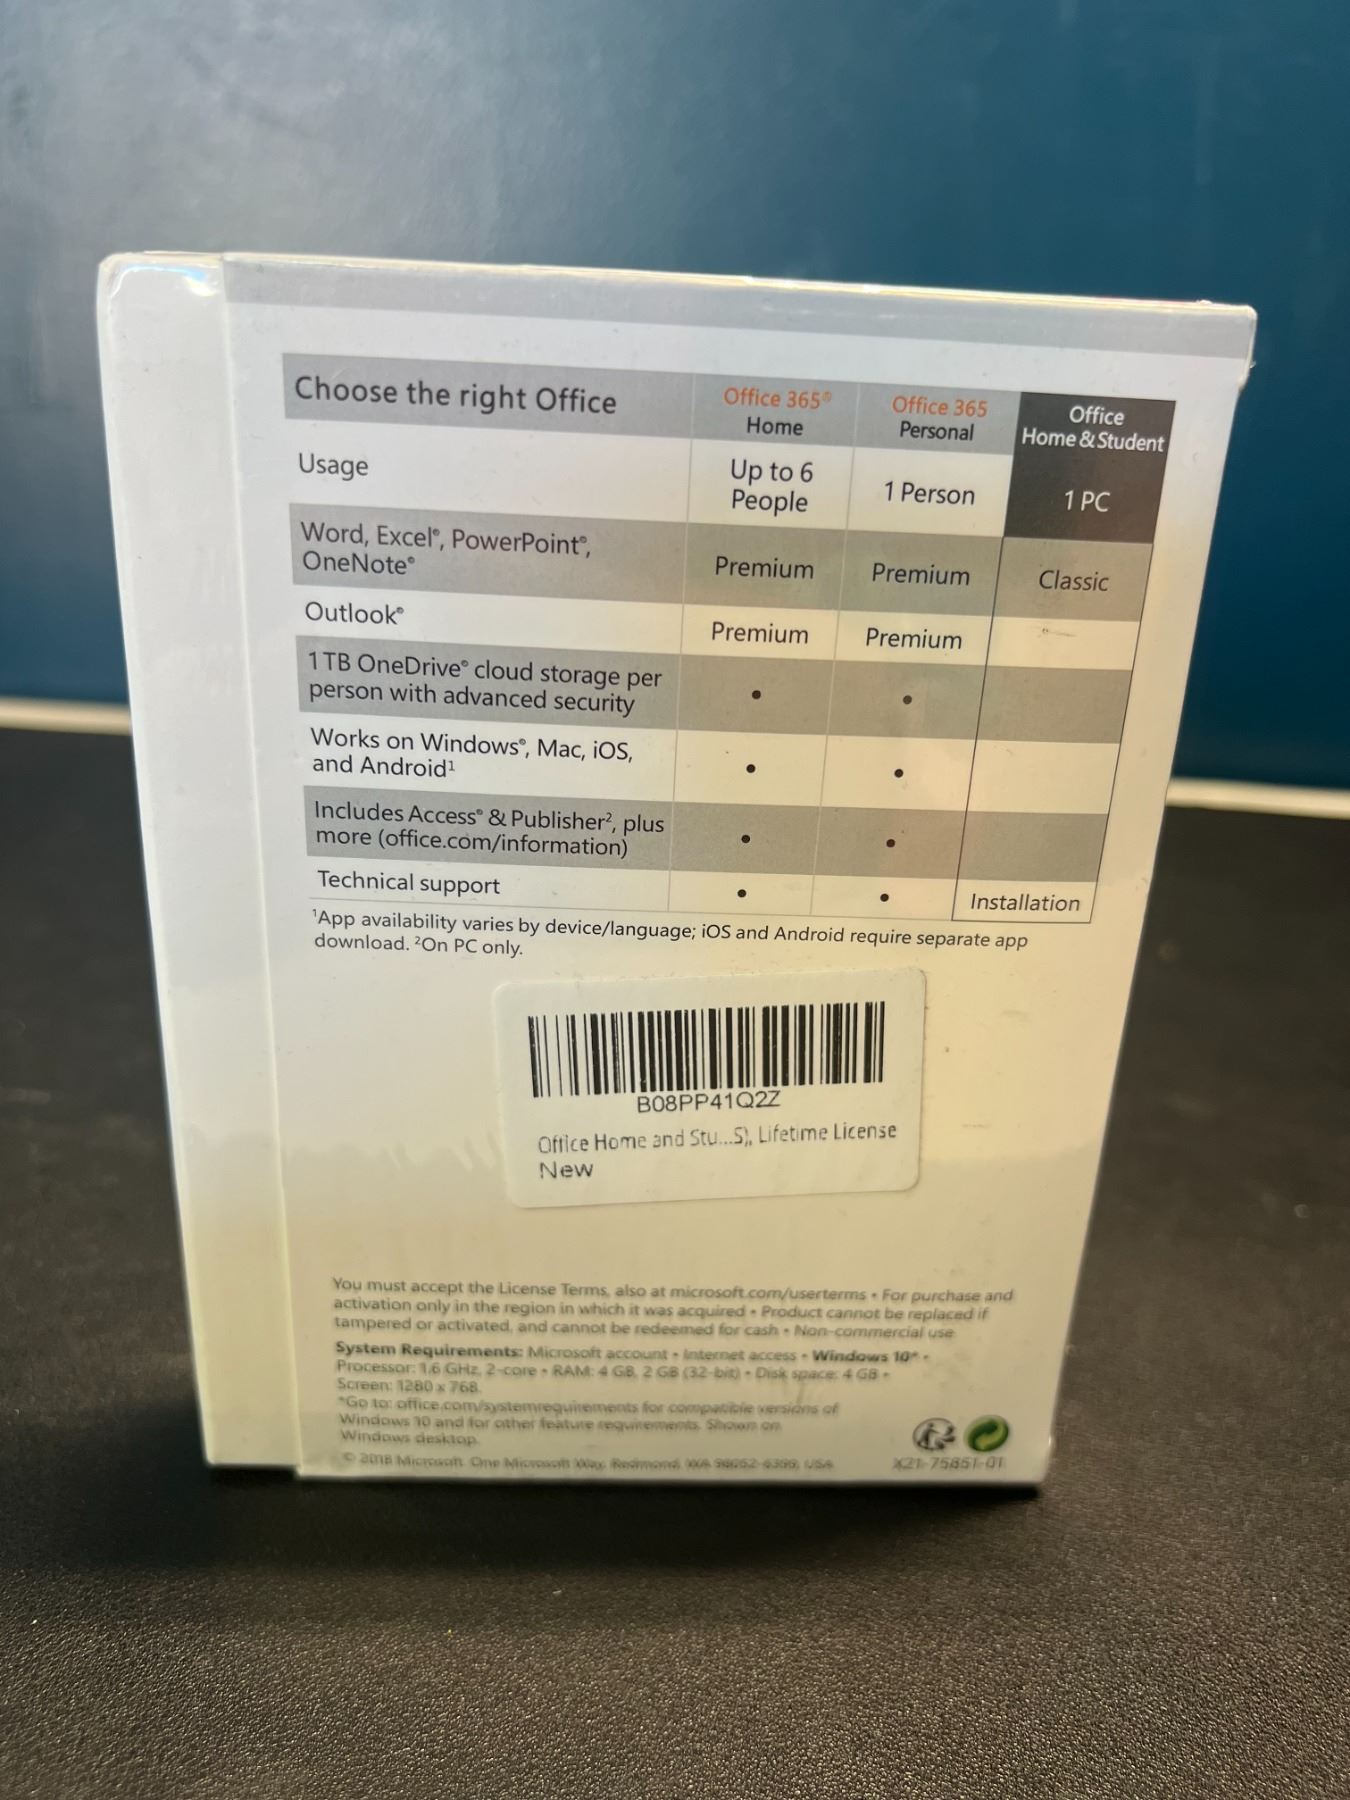 Choose the right Office
Office 365®
Home
Office 365
Personal
Office
Home & Student
Usage
Up to 6
People
1 Person
1 PC
Word, Excel®, PowerPoint®,
OneNote®
Premium
Premium
Classic
Outlook®
Premium
Premium
1 TB OneDrive® cloud storage per
person with advanced security
•
•
Works on Windows®, Mac, iOS,
and Android¹
•
•
Includes Access® & Publisher², plus
more (office.com/information)
•
•
Technical support
•
•
Installation
¹App availability varies by device/language; iOS and Android require separate app
download. ²On PC only.
B08PP41Q2Z
Office Home and Stu...S), Lifetime License
New
You must accept the License Terms, also at microsoft.com/userterms • For purchase and
activation only in the region in which it was acquired • Product cannot be replaced if
tampered or activated, and cannot be redeemed for cash • Non-commercial use
System Requirements: Microsoft account • Internet access • Windows 10* •
Processor: 1.6 GHz, 2-core • RAM: 4 GB, 2 GB (32-bit) • Disk space: 4 GB •
Screen: 1280 x 768.
*Go to: office.com/systemrequirements for compatible versions of
Windows 10 and for other feature requirements. Shown on
Windows desktop.
© 2018 Microsoft. One Microsoft Way, Redmond, WA 98052-6399, USA
X21-75851-01